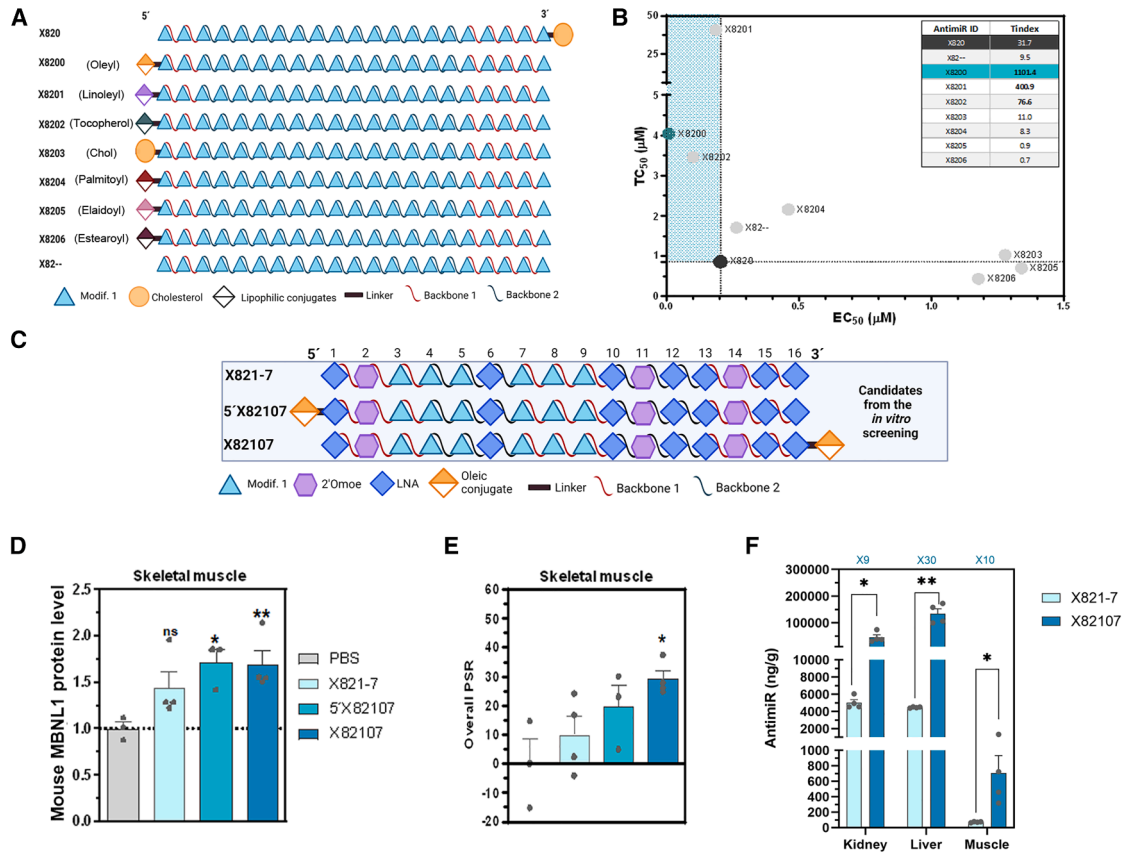 A
5´
3´
X820
X8200 (Oleyl)
X8201 (Linoleyl)
X8202 (Tocopherol)
X8203 (Chol)
X8204 (Palmitoyl)
X8205 (Elaidoyl)
X8206 (Estearoyl)
X82--
Modif. 1 Cholesterol Lipophilic conjugates Linker Backbone 1 Backbone 2
B
TC50 (μM)
50
25
5
5
4
3
2
1
0
0.0 0.5 1.0 1.5
EC50 (μM)
X8201
X8200
X8202
X8204
X82--
X820
X8203
X8205
X8206
AntimiR ID Tindex
X820 31.7
X82-- 9.5
X8200 1101.4
X8201 400.9
X8202 76.6
X8203 11.0
X8204 8.3
X8205 0.9
X8206 0.7
C
5´ 1 2 3 4 5 6 7 8 9 10 11 12 13 14 15 16 3´
X821-7
5´X82107
X82107
Candidates
from the
in vitro
screening
Modif. 1 2'Omoe LNA Oleic
conjugate Linker Backbone 1 Backbone 2
D
Skeletal muscle
Mouse MBNL1 protein level
2.5
2.0
1.5
1.0
0.5
0.0
ns * **
PBS
X821-7
5'X82107
X82107
E
Skeletal muscle
Overall PSR
60
50
40
30
20
10
0
-10
-20
*
F
X9 X30 X10
AntimiR (ng/g)
300000
200000
100000
10000
8000
6000
4000
2000
1000
800
600
400
200
0
* ** *
Kidney Liver Muscle
X821-7
X82107